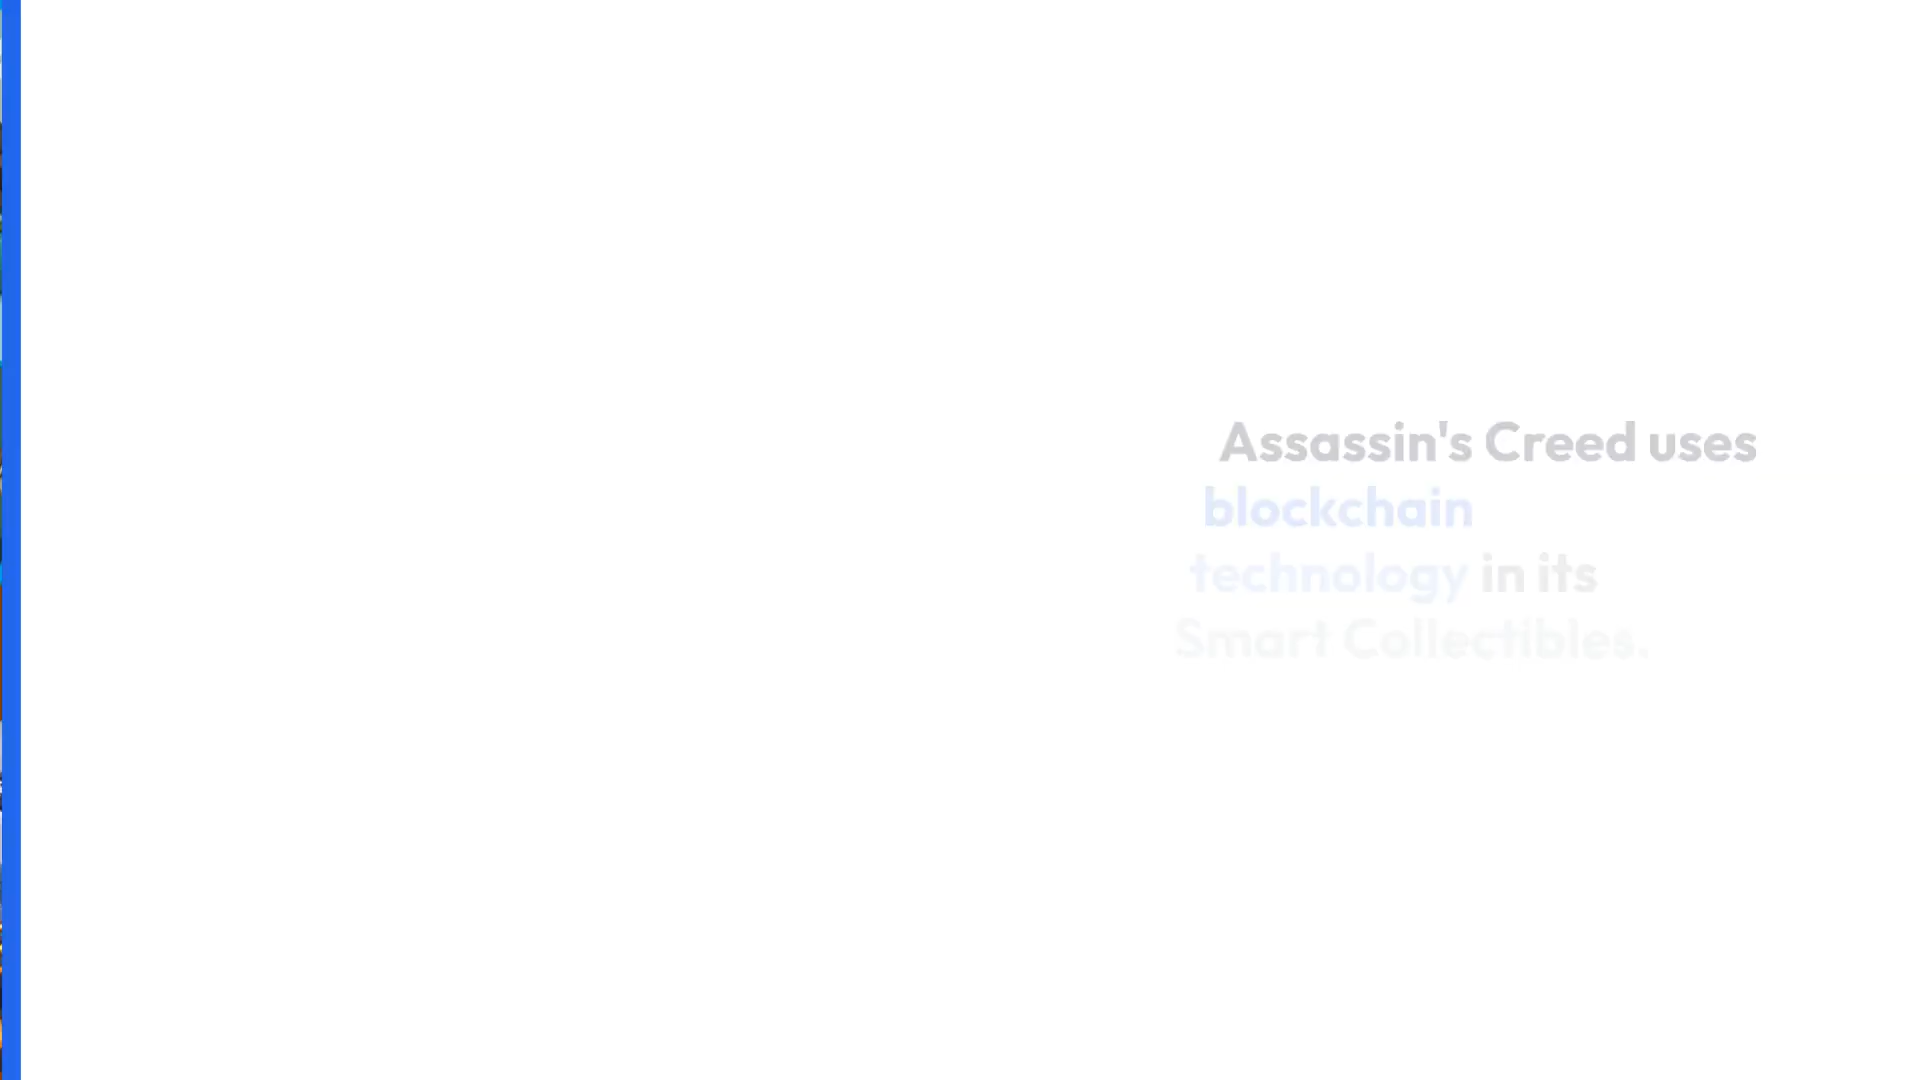 Assassin's Creed uses
blockchain
technology in its
Smart Collectibles.